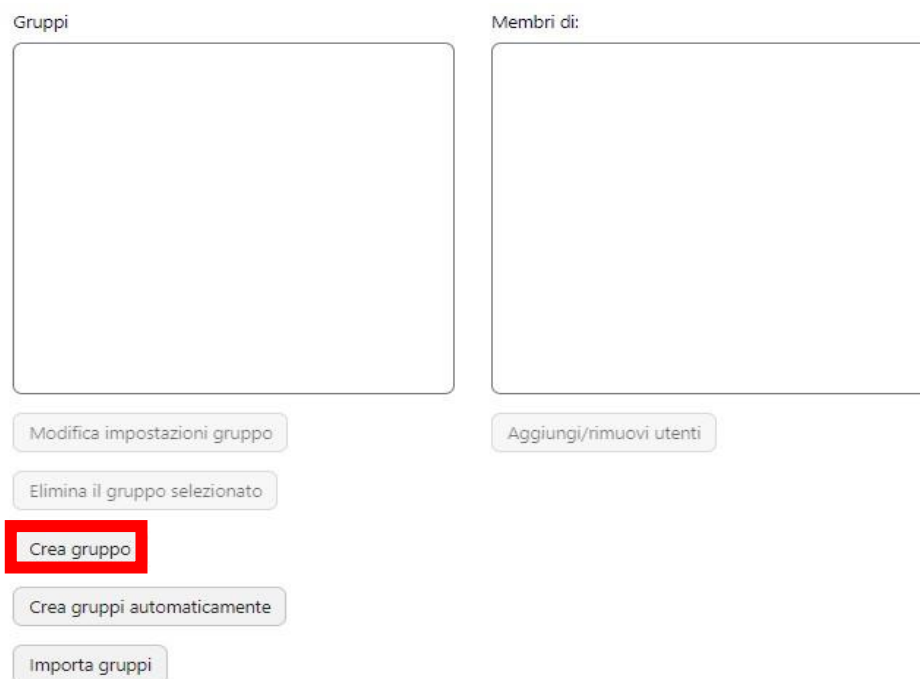 Gruppi
Membri di:
Modifica impostazioni gruppo
Aggiungi/rimuovi utenti
Elimina il gruppo selezionato
Crea gruppo
Crea gruppi automaticamente
Importa gruppi